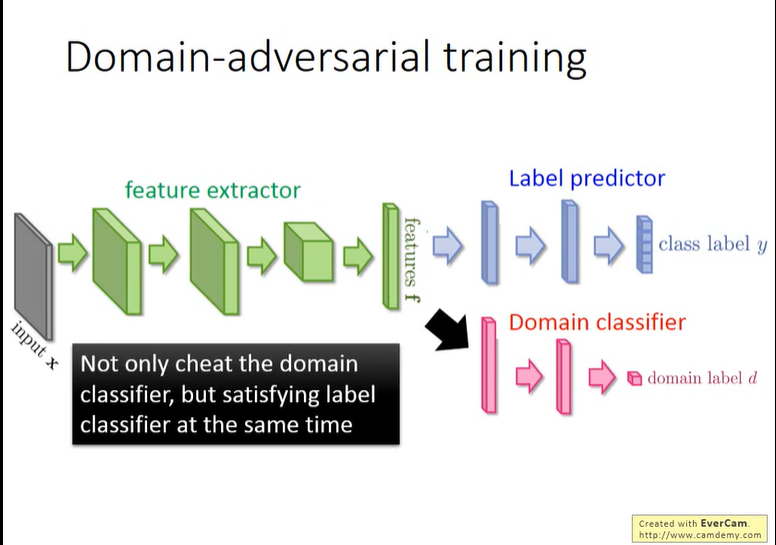 Domain-adversarial training
feature extractor
Label predictor
input x
features f
class label y
Domain classifier
domain label d
Not only cheat the domain
classifier, but satisfying label
classifier at the same time
Created with EverCam.
http://www.camdemy.com